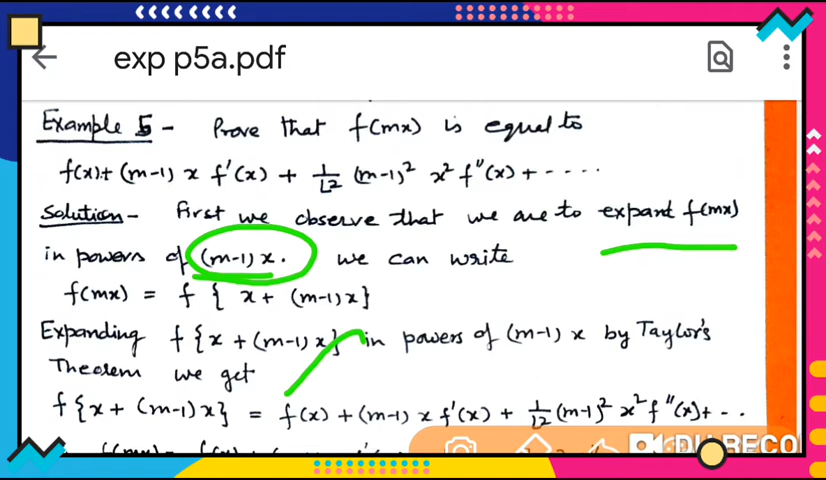 exp p5a.pdf
Example 5 - Prove that f(mx) is equal to
f(x)+ (m-1) x f'(x) + 1/⌊2 (m-1)² x² f''(x) + - - - -
Solution - First we observe that we are to expant f(mx)
in powers of (m-1) x. we can write
f(mx) = f { x + (m-1)x}
Expanding f {x + (m-1) x} in powers of (m-1) x by Taylor's
Theorem we get
f{x + (m-1)x} = f(x) + (m-1) x f'(x) + 1/⌊2 (m-1)² x² f''(x)+ - -